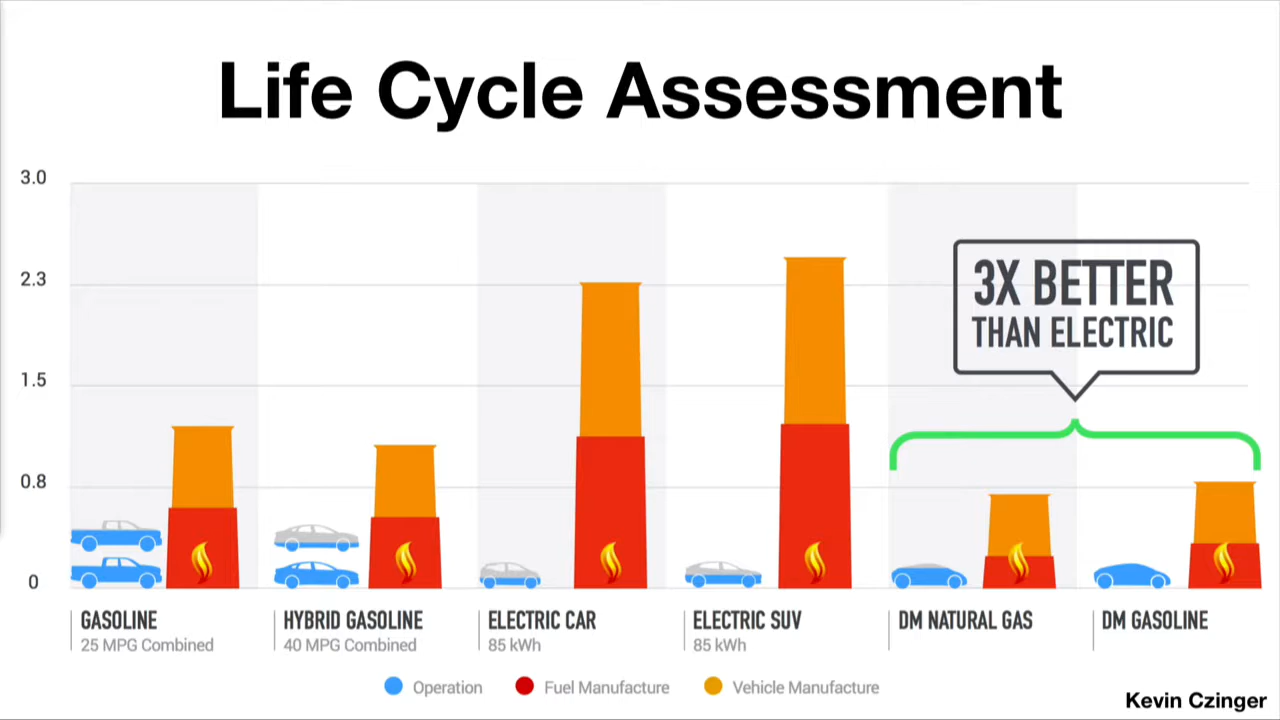 Life Cycle Assessment
3.0
2.3
1.5
0.8
0
3X BETTER
THAN ELECTRIC
GASOLINE
25 MPG Combined
HYBRID GASOLINE
40 MPG Combined
ELECTRIC CAR
85 kWh
ELECTRIC SUV
85 kWh
DM NATURAL GAS
DM GASOLINE
Operation
Fuel Manufacture
Vehicle Manufacture
Kevin Czinger